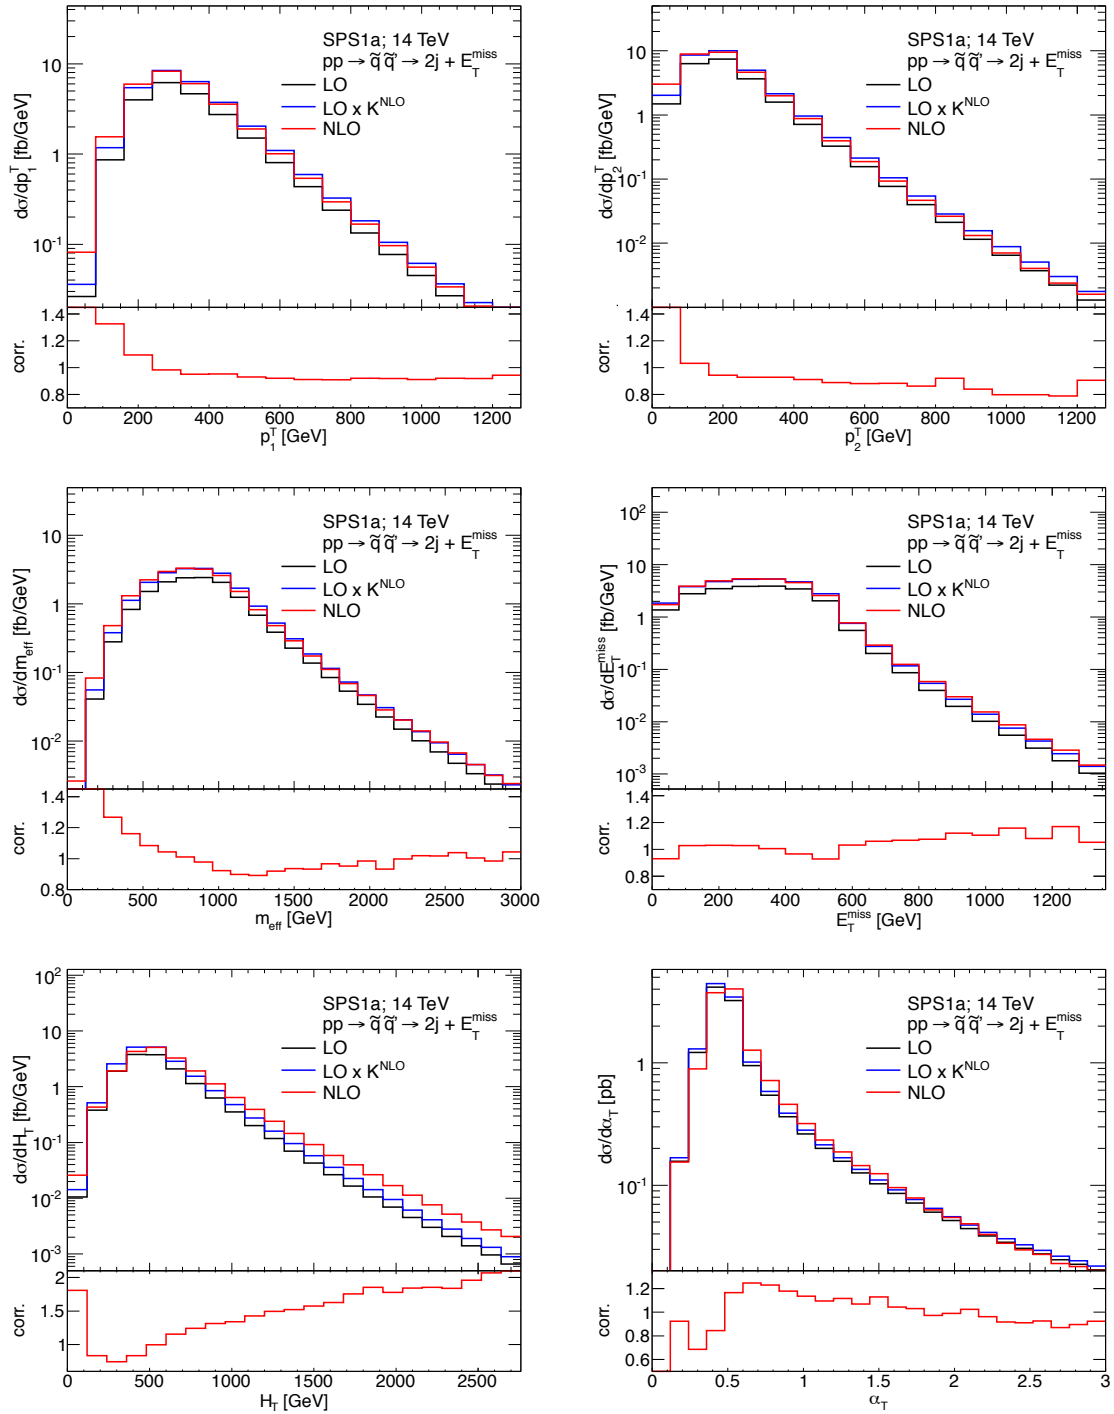 SPS1a; 14 TeV
pp → q̃ q̃' → 2j + E_T^miss
LO
LO x K^NLO
NLO
dσ/dp_1^T [fb/GeV]
10
1
10^-1
corr.
1.4
1.2
1
0.8
0 200 400 600 800 1000 1200
p_1^T [GeV]
SPS1a; 14 TeV
pp → q̃ q̃' → 2j + E_T^miss
LO
LO x K^NLO
NLO
dσ/dp_2^T [fb/GeV]
10
1
10^-1
10^-2
corr.
1.4
1.2
1
0.8
0 200 400 600 800 1000 1200
p_2^T [GeV]
SPS1a; 14 TeV
pp → q̃ q̃' → 2j + E_T^miss
LO
LO x K^NLO
NLO
dσ/dm_eff [fb/GeV]
10
1
10^-1
10^-2
corr.
1.4
1.2
1
0.8
0 500 1000 1500 2000 2500 3000
m_eff [GeV]
SPS1a; 14 TeV
pp → q̃ q̃' → 2j + E_T^miss
LO
LO x K^NLO
NLO
dσ/dE_T^miss [fb/GeV]
10^2
10
1
10^-1
10^-2
10^-3
corr.
1.4
1.2
1
0.8
0 200 400 600 800 1000 1200
E_T^miss [GeV]
SPS1a; 14 TeV
pp → q̃ q̃' → 2j + E_T^miss
LO
LO x K^NLO
NLO
dσ/dH_T [fb/GeV]
10^2
10
1
10^-1
10^-2
10^-3
corr.
2
1.5
1
0 500 1000 1500 2000 2500
H_T [GeV]
SPS1a; 14 TeV
pp → q̃ q̃' → 2j + E_T^miss
LO
LO x K^NLO
NLO
dσ/dα_T [pb]
1
10^-1
corr.
1.2
1
0.8
0.6
0 0.5 1 1.5 2 2.5 3
α_T